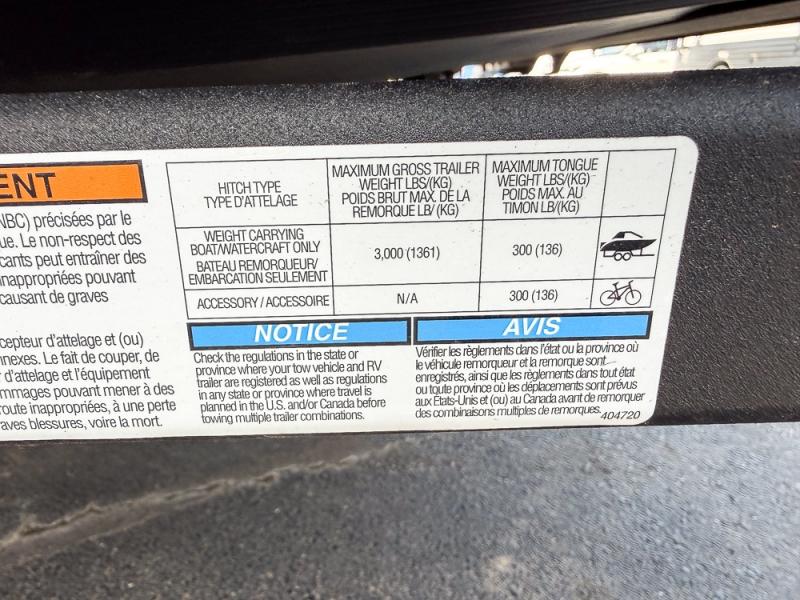 ENT
NBC) précisées par le
ue. Le non-respect des
cants peut entraîner des
inappropriées pouvant
causant de graves
cepteur d'attelage et (ou)
nnexes. Le fait de couper, de
r d'attelage et l'équipement
mmages pouvant mener à des
route inappropriées, à une perte
raves blessures, voire la mort.
HITCH TYPE
TYPE D'ATTELAGE
MAXIMUM GROSS TRAILER
WEIGHT LBS/(KG)
POIDS BRUT MAX. DE LA
REMORQUE LB/ (KG)
MAXIMUM TONGUE
WEIGHT LBS/(KG)
POIDS MAX. AU
TIMON LB/(KG)
WEIGHT CARRYING
BOAT/WATERCRAFT ONLY
BATEAU REMORQUEUR/
EMBARCATION SEULEMENT
3,000 (1361)
300 (136)
ACCESSORY / ACCESSOIRE
N/A
300 (136)
NOTICE
Check the regulations in the state or
province where your tow vehicle and RV
trailer are registered as well as regulations
in any state or province where travel is
planned in the U.S. and/or Canada before
towing multiple trailer combinations.
AVIS
Vérifier les règlements dans l'état ou la province où
le véhicule remorqueur et la remorque sont
enregistrés, ainsi que les règlements dans tout état
ou toute province où les déplacements sont prévus
aux États-Unis et (ou) au Canada avant de remorquer
des combinaisons multiples de remorques.
404720